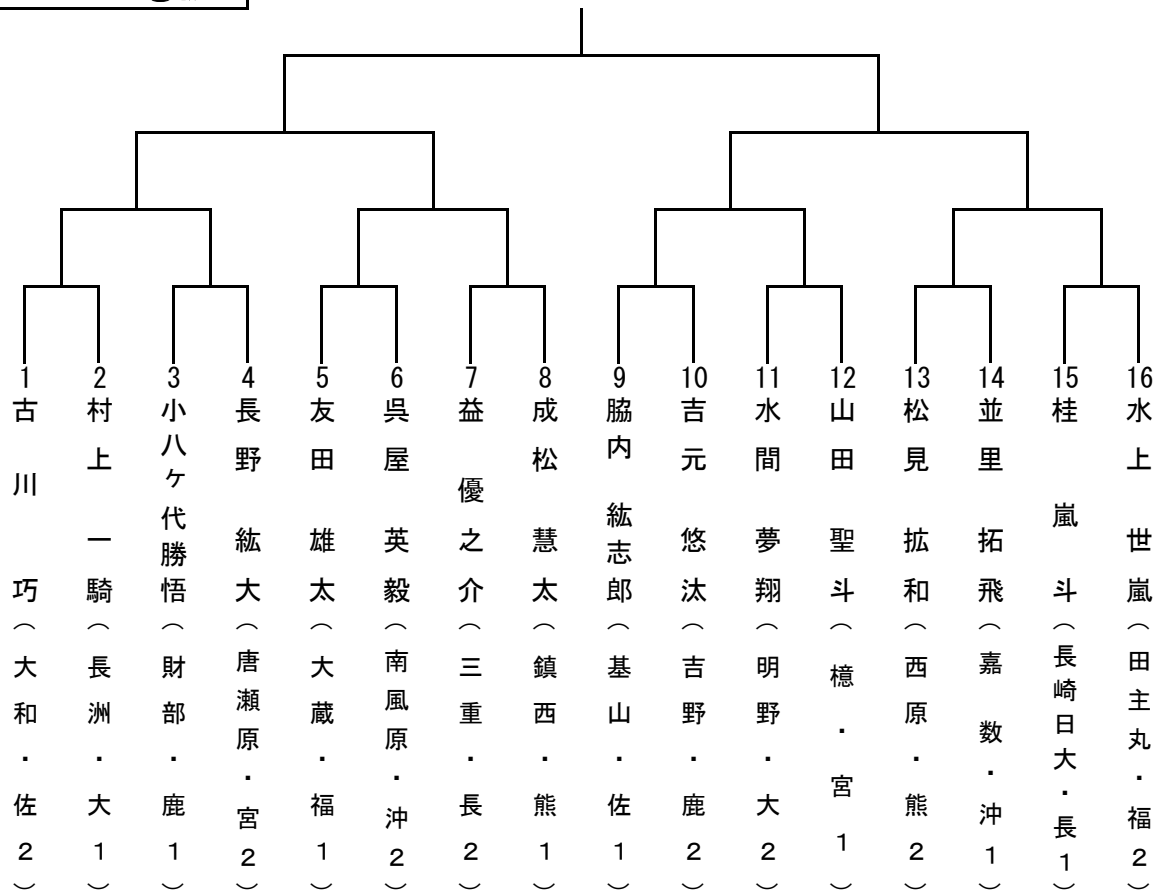 1 古川 巧（大和・佐2）
2 村上 一騎（長洲・大1）
3 小八ヶ代勝悟（財部・鹿1）
4 長野 紘大（唐瀬原・宮2）
5 友田 雄太（大蔵・福1）
6 呉屋 英毅（南風原・沖2）
7 益 優之介（三重・長2）
8 成松 慧太（鎮西・熊1）
9 脇内 紘志郎（基山・佐1）
10 吉元 悠汰（吉野・鹿2）
11 水間 夢翔（明野・大2）
12 山田 聖斗（檍・宮1）
13 松見 拡和（西原・熊2）
14 並里 拓飛（嘉数・沖1）
15 桂 嵐斗（長崎日大・長1）
16 水上 世嵐（田主丸・福2）